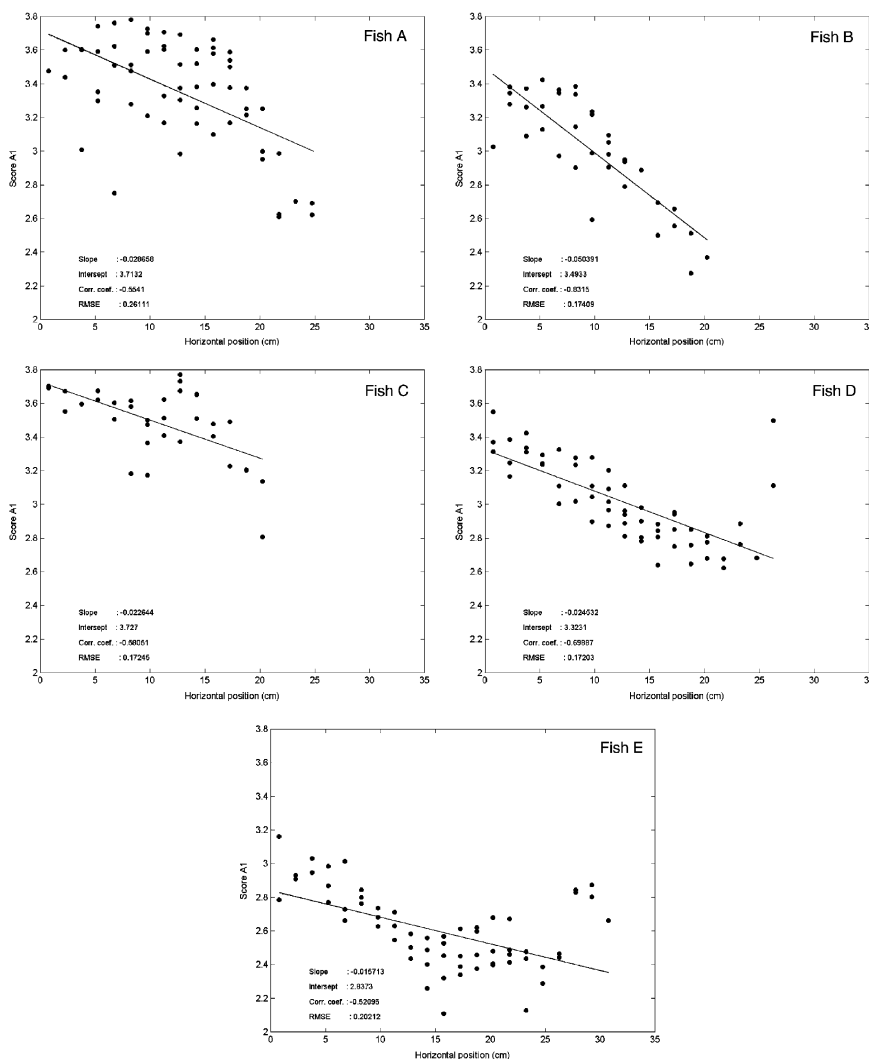 Fish A
3.8
3.6
3.4
3.2
3
2.8
2.6
2.4
2.2
2
Score A1
Slope : -0.028658
Intercept : 3.7132
Corr. coef. : -0.5541
RMSE : 0.26111
0 5 10 15 20 25 30 35
Horizontal position (cm)
Fish B
3.8
3.6
3.4
3.2
3
2.8
2.6
2.4
2.2
2
Score A1
Slope : -0.050391
Intercept : 3.4933
Corr. coef. : -0.8315
RMSE : 0.17409
0 5 10 15 20 25 30 35
Horizontal position (cm)
Fish C
3.8
3.6
3.4
3.2
3
2.8
2.6
2.4
2.2
2
Score A1
Slope : -0.022644
Intercept : 3.727
Corr. coef. : -0.58051
RMSE : 0.17245
0 5 10 15 20 25 30 35
Horizontal position (cm)
Fish D
3.8
3.6
3.4
3.2
3
2.8
2.6
2.4
2.2
2
Score A1
Slope : -0.024532
Intercept : 3.3231
Corr. coef. : -0.69887
RMSE : 0.17203
0 5 10 15 20 25 30 35
Horizontal position (cm)
Fish E
3.8
3.6
3.4
3.2
3
2.8
2.6
2.4
2.2
2
Score A1
Slope : -0.015713
Intercept : 2.8373
Corr. coef. : -0.52095
RMSE : 0.20212
0 5 10 15 20 25 30 35
Horizontal position (cm)